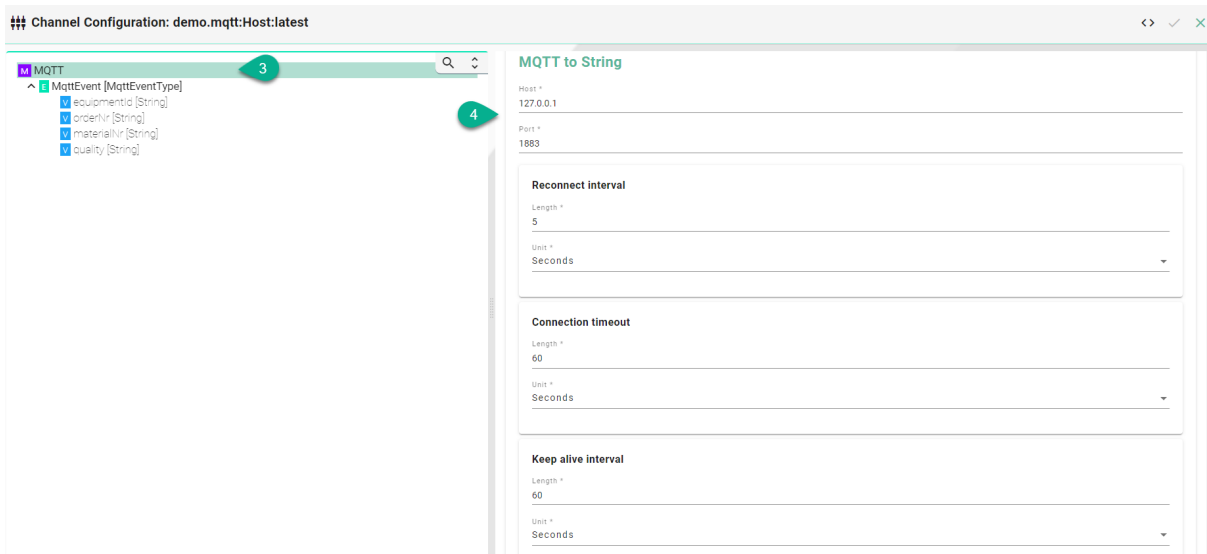 Channel Configuration: demo.mqtt:Host:latest
M MQTT
3
E MqttEvent [MqttEventType]
V equipmentId [String]
V orderNr [String]
V materialNr [String]
V quality [String]
MQTT to String
Host *
127.0.0.1
4
Port *
1883
Reconnect interval
Length *
5
Unit *
Seconds
Connection timeout
Length *
60
Unit *
Seconds
Keep alive interval
Length *
60
Unit *
Seconds